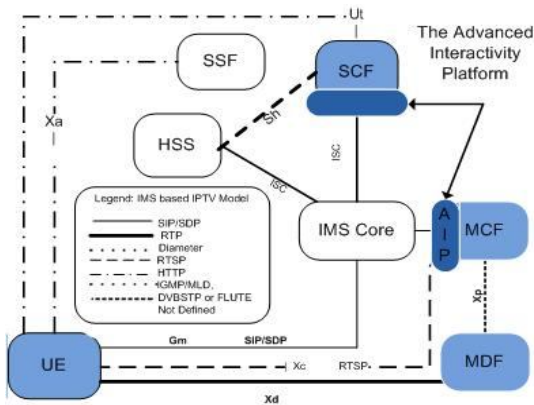 Ut
The Advanced
Interactivity
Platform
SSF
SCF
Xa
Sh
HSS
ISC
ISC
Legend: IMS based IPTV Model
SIP/SDP
RTP
Diameter
RTSP
HTTP
IGMP/MLD,
DVBSTP or FLUTE
Not Defined
IMS Core
AIP
MCF
Xp
Gm SIP/SDP
UE
Xc RTSP
MDF
Xd